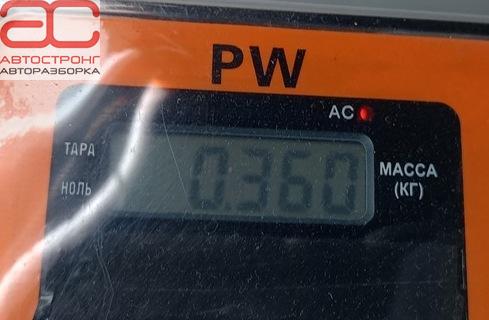 АС
АВТОСТРОНГ
АВТОРАЗБОРКА
PW
AC
ТАРА
НОЛЬ
0.360
МАССА
(КГ)